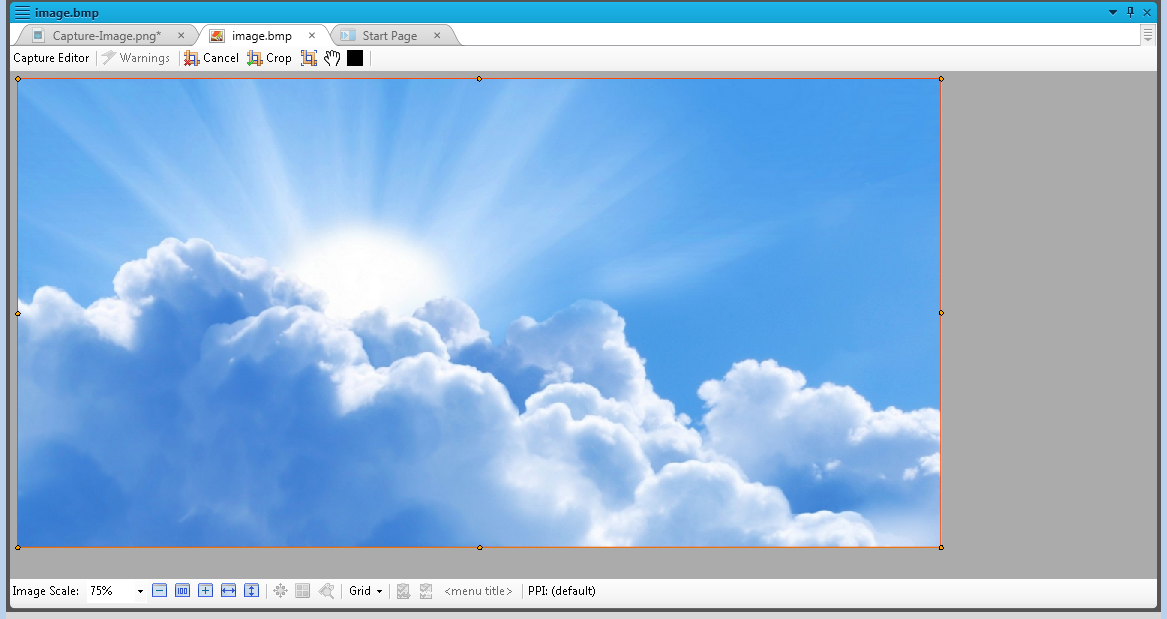 image.bmp
Capture-Image.png* image.bmp Start Page
Capture Editor Warnings Cancel Crop
Image Scale: 75% 100 Grid <menu title> PPI: (default)